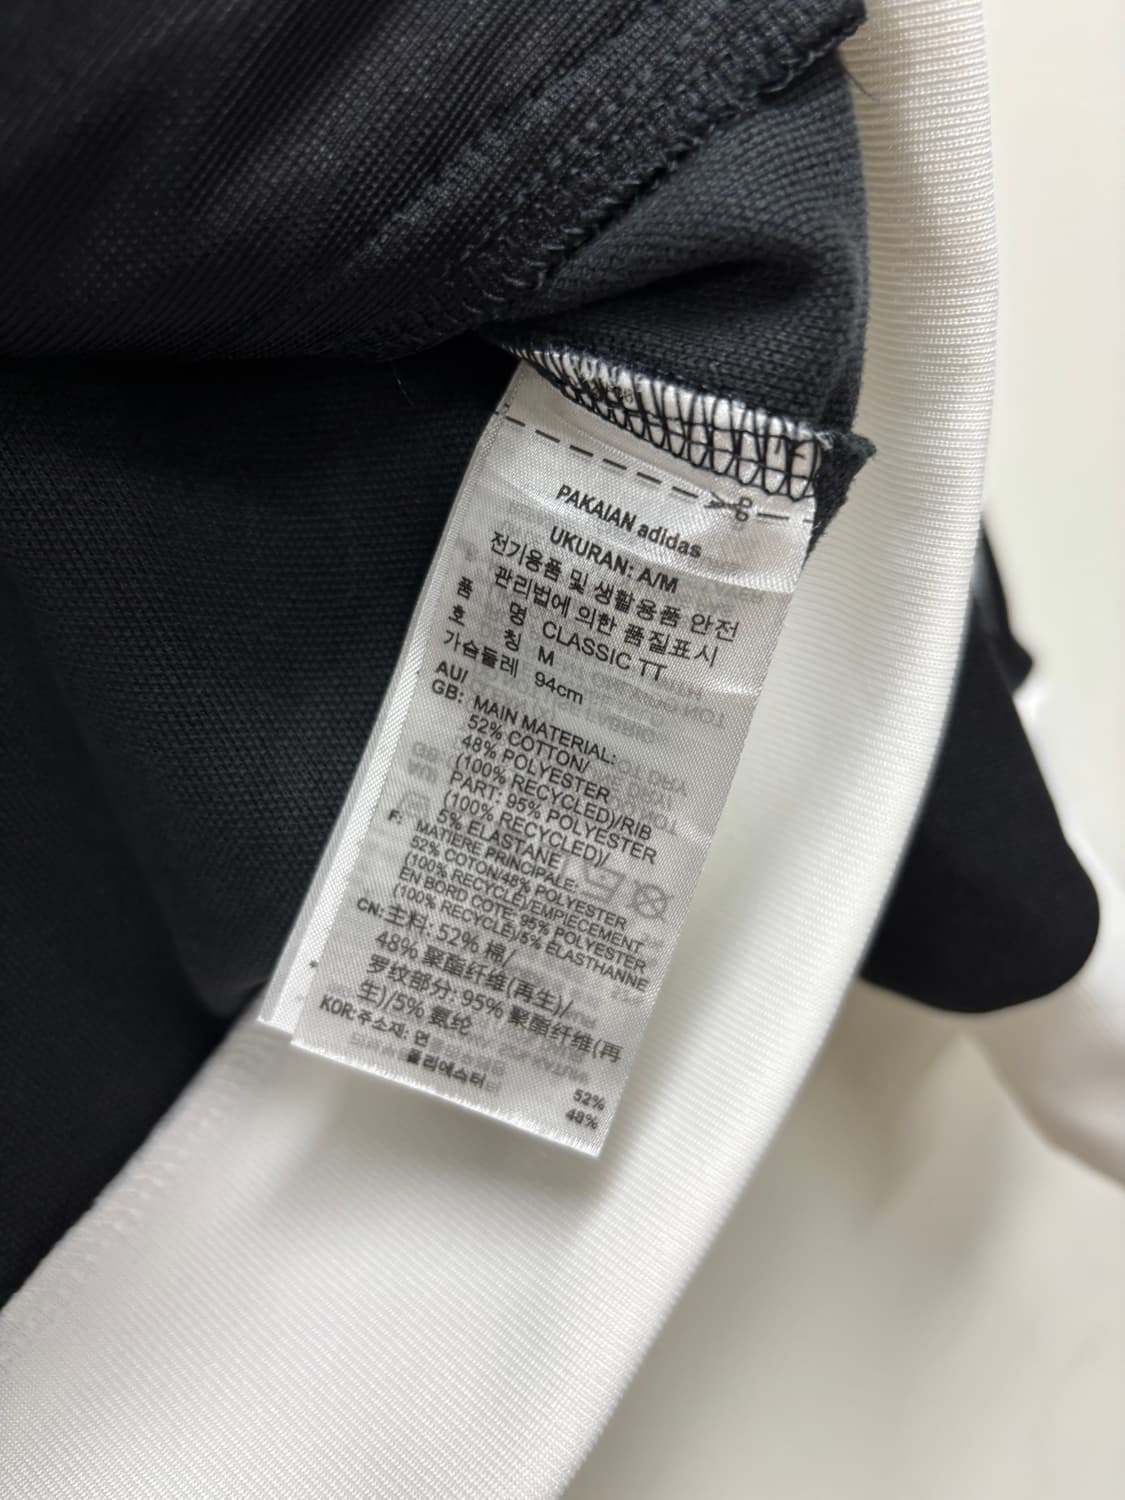 PAKAIAN adidas
UKURAN: A/M
전기용품 및 생활용품 안전
관리법에 의한 품질표시
품 명 CLASSIC TT
호 칭 M
가슴둘레 94cm
AU/
GB: MAIN MATERIAL:
52% COTTON/
48% POLYESTER
(100% RECYCLED)/RIB
PART: 95% POLYESTER
(100% RECYCLED)/
5% ELASTANE
F: MATIERE PRINCIPALE:
52% COTON/48% POLYESTER
(100% RECYCLE)/EMPIECEMENT
EN BORD COTE: 95% POLYESTER
(100% RECYCLE)/5% ELASTHANNE
CN: 主料: 52% 棉/
48% 聚酯纤维(再生)/
罗纹部分: 95% 聚酯纤维(再
生)/5% 氨纶
KOR: 주소재: 면 52%
폴리에스터 48%